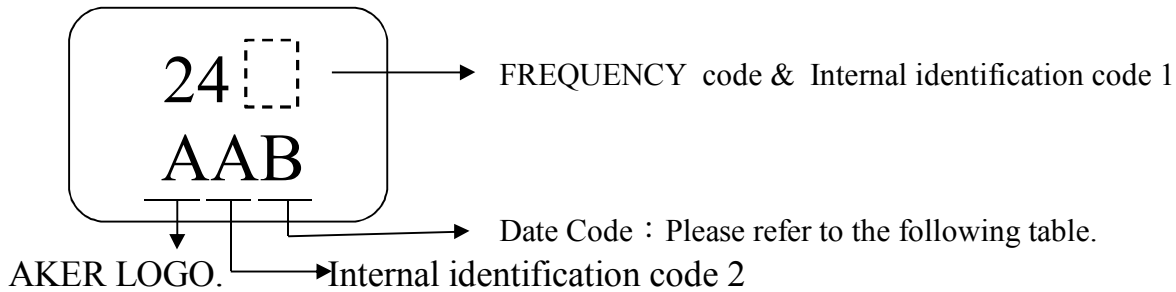 24
FREQUENCY code & Internal identification code 1
AAB
Date Code：Please refer to the following table.
AKER LOGO.
Internal identification code 2